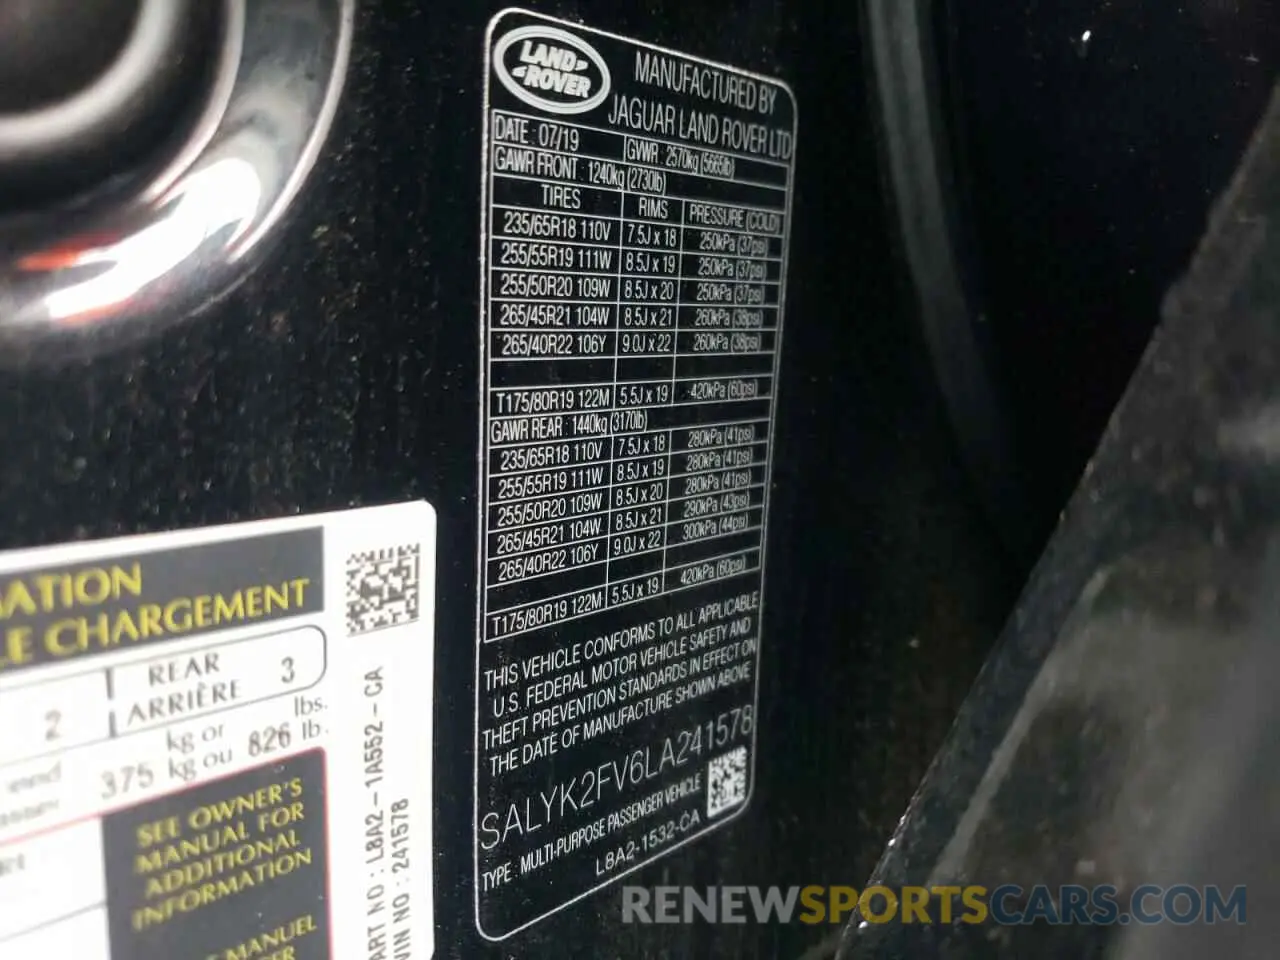 LAND
ROVER
MANUFACTURED BY
JAGUAR LAND ROVER LTD
DATE : 07/19 GVWR : 2570kg (5665lb)
GAWR FRONT : 1240kg (2730lb)
TIRES RIMS PRESSURE (COLD)
235/65R18 110V 7.5J x 18 250kPa (37psi)
255/55R19 111W 8.5J x 19 250kPa (37psi)
255/50R20 109W 8.5J x 20 250kPa (37psi)
265/45R21 104W 8.5J x 21 260kPa (38psi)
265/40R22 106Y 9.0J x 22 260kPa (38psi)
T175/80R19 122M 5.5J x 19 420kPa (60psi)
GAWR REAR : 1440kg (3170lb)
235/65R18 110V 7.5J x 18 280kPa (41psi)
255/55R19 111W 8.5J x 19 280kPa (41psi)
255/50R20 109W 8.5J x 20 280kPa (41psi)
265/45R21 104W 8.5J x 21 290kPa (43psi)
265/40R22 106Y 9.0J x 22 300kPa (44psi)
T175/80R19 122M 5.5J x 19 420kPa (60psi)
THIS VEHICLE CONFORMS TO ALL APPLICABLE
U.S. FEDERAL MOTOR VEHICLE SAFETY AND
THEFT PREVENTION STANDARDS IN EFFECT ON
THE DATE OF MANUFACTURE SHOWN ABOVE
SALYK2FV6LA241578
TYPE : MULTI-PURPOSE PASSENGER VEHICLE
L8A2-1532-CA
CHARGEMENT
2 REAR 3
ARRIÈRE
375 kg or 826 lbs.
kg ou lb.
SEE OWNER'S
MANUAL FOR
ADDITIONAL
INFORMATION
MANUEL
PART NO : L8A2-1A552-CA
VIN NO : 241578
RENEWSPORTSCARS.COM